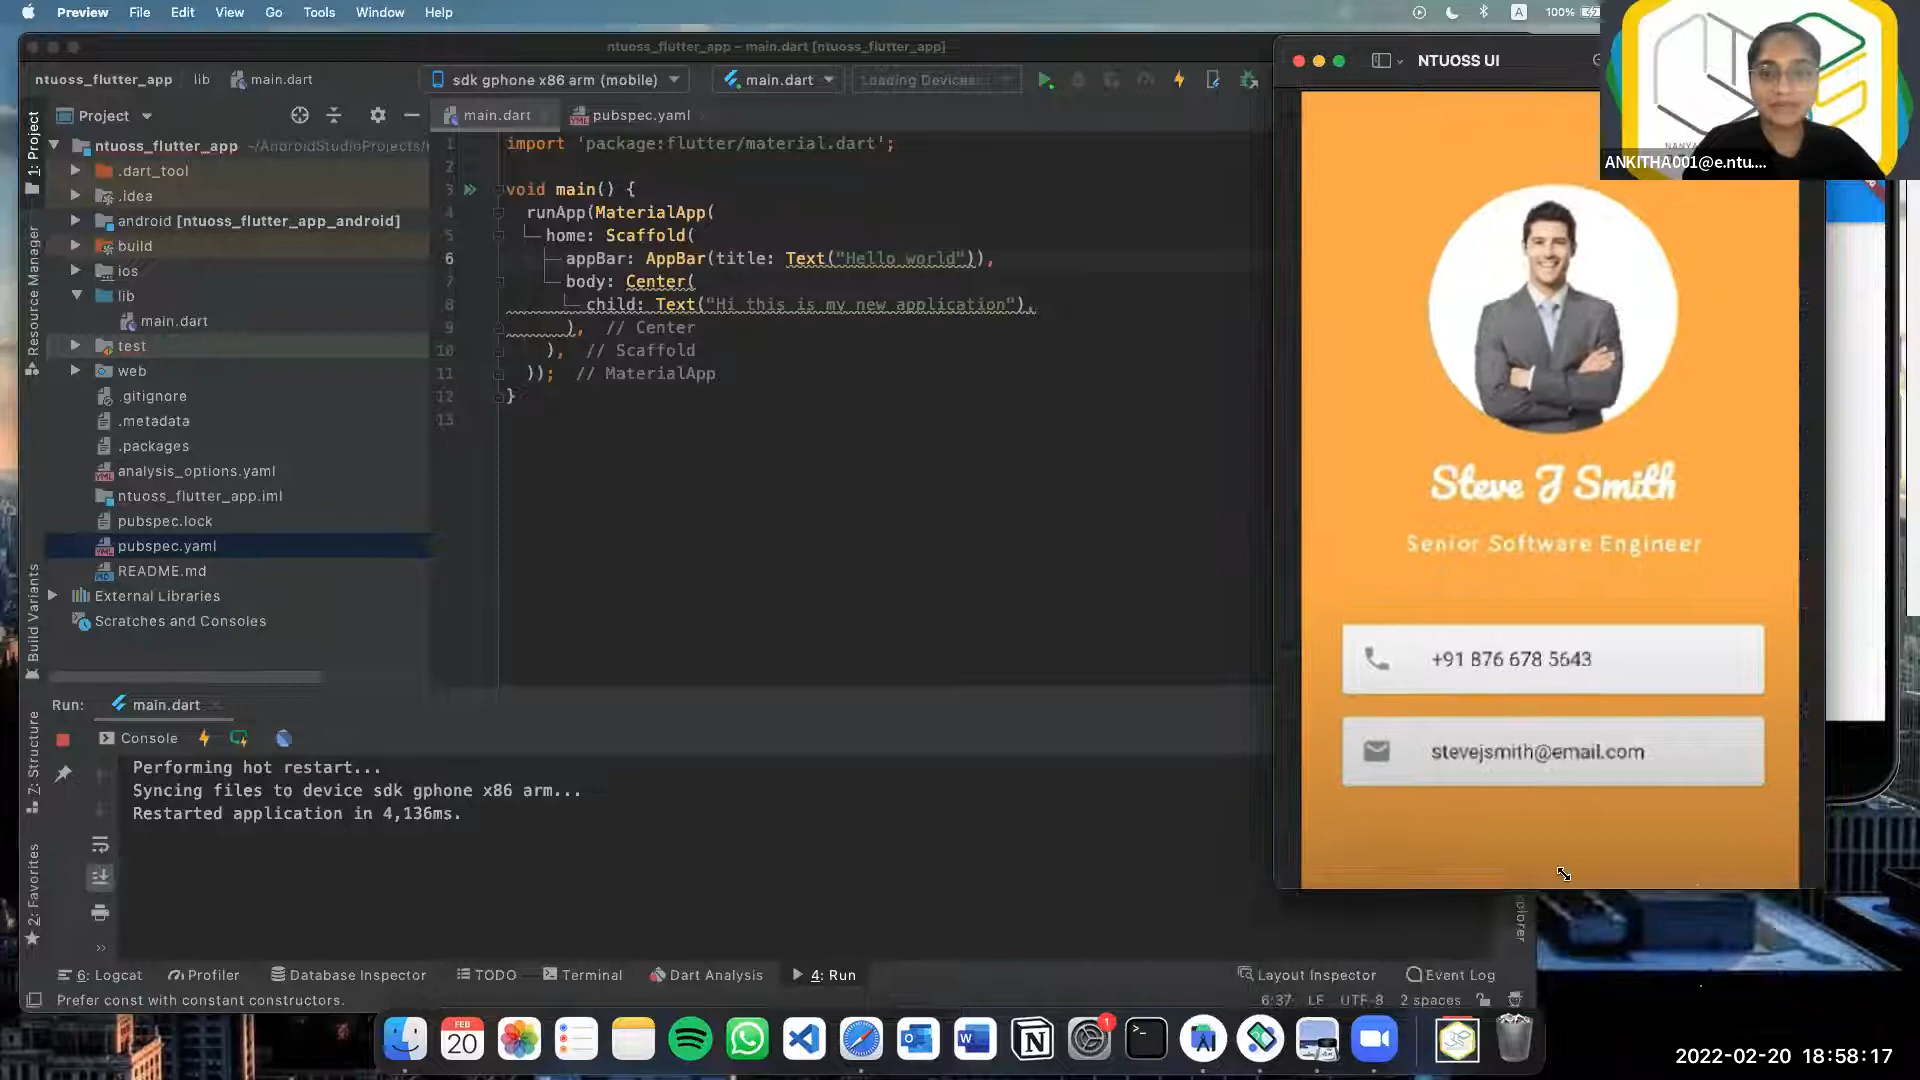 Preview File Edit View Go Tools Window Help
A 100%
ntuoss_flutter_app – main.dart [ntuoss_flutter_app]
ntuoss_flutter_app lib main.dart
sdk gphone x86 arm (mobile)
main.dart
Loading Devices...
NTUOSS UI
ANKITHA001@e.ntu....
1: Project
Resource Manager
Build Variants
7: Structure
2: Favorites
Project
ntuoss_flutter_app ~/AndroidStudioProjects/
.dart_tool
.idea
android [ntuoss_flutter_app_android]
build
ios
lib
main.dart
test
web
.gitignore
.metadata
.packages
analysis_options.yaml
ntuoss_flutter_app.iml
pubspec.lock
pubspec.yaml
README.md
External Libraries
Scratches and Consoles
main.dart pubspec.yaml
1 import 'package:flutter/material.dart';
2
3 void main() {
4 runApp(MaterialApp(
5 home: Scaffold(
6 appBar: AppBar(title: Text("Hello world")),
7 body: Center(
8 child: Text("Hi this is my new application"),
9 ), // Center
10 ), // Scaffold
11 )); // MaterialApp
12 }
13
Steve J Smith
Senior Software Engineer
+91 876 678 5643
stevejsmith@email.com
Run: main.dart
Console
Performing hot restart...
Syncing files to device sdk gphone x86 arm...
Restarted application in 4,136ms.
6: Logcat Profiler Database Inspector TODO Terminal Dart Analysis 4: Run Layout Inspector Event Log
Prefer const with constant constructors. 6:37 LF UTF-8 2 spaces
FEB
20
1
2022-02-20 18:58:17